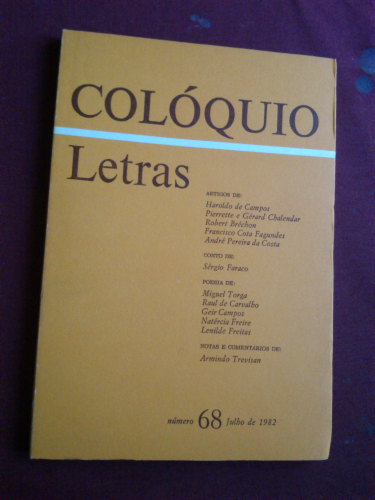 COLÓQUIO
Letras
ARTIGOS DE:
Haroldo de Campos
Pierrette e Gérard Chalendar
Robert Bréchon
Francisco Cota Fagundes
André Pereira da Costa
CONTO DE:
Sérgio Faraco
POESIA DE:
Miguel Torga
Raul de Carvalho
Geir Campos
Natércia Freire
Lenilde Freitas
NOTAS E COMENTÁRIOS DE:
Armindo Trevisan
número 68 Julho de 1982